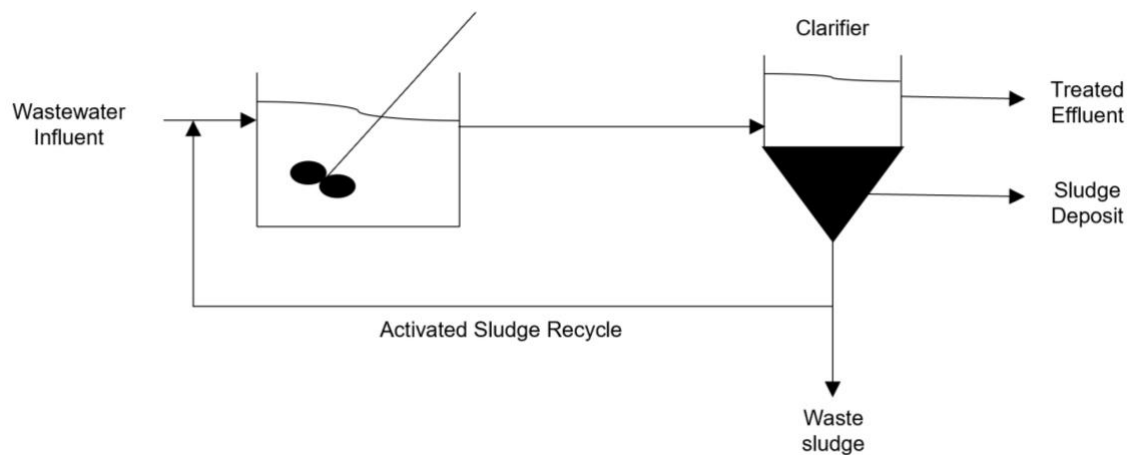 Clarifier
Wastewater
Influent
Treated
Effluent
Sludge
Deposit
Activated Sludge Recycle
Waste
sludge